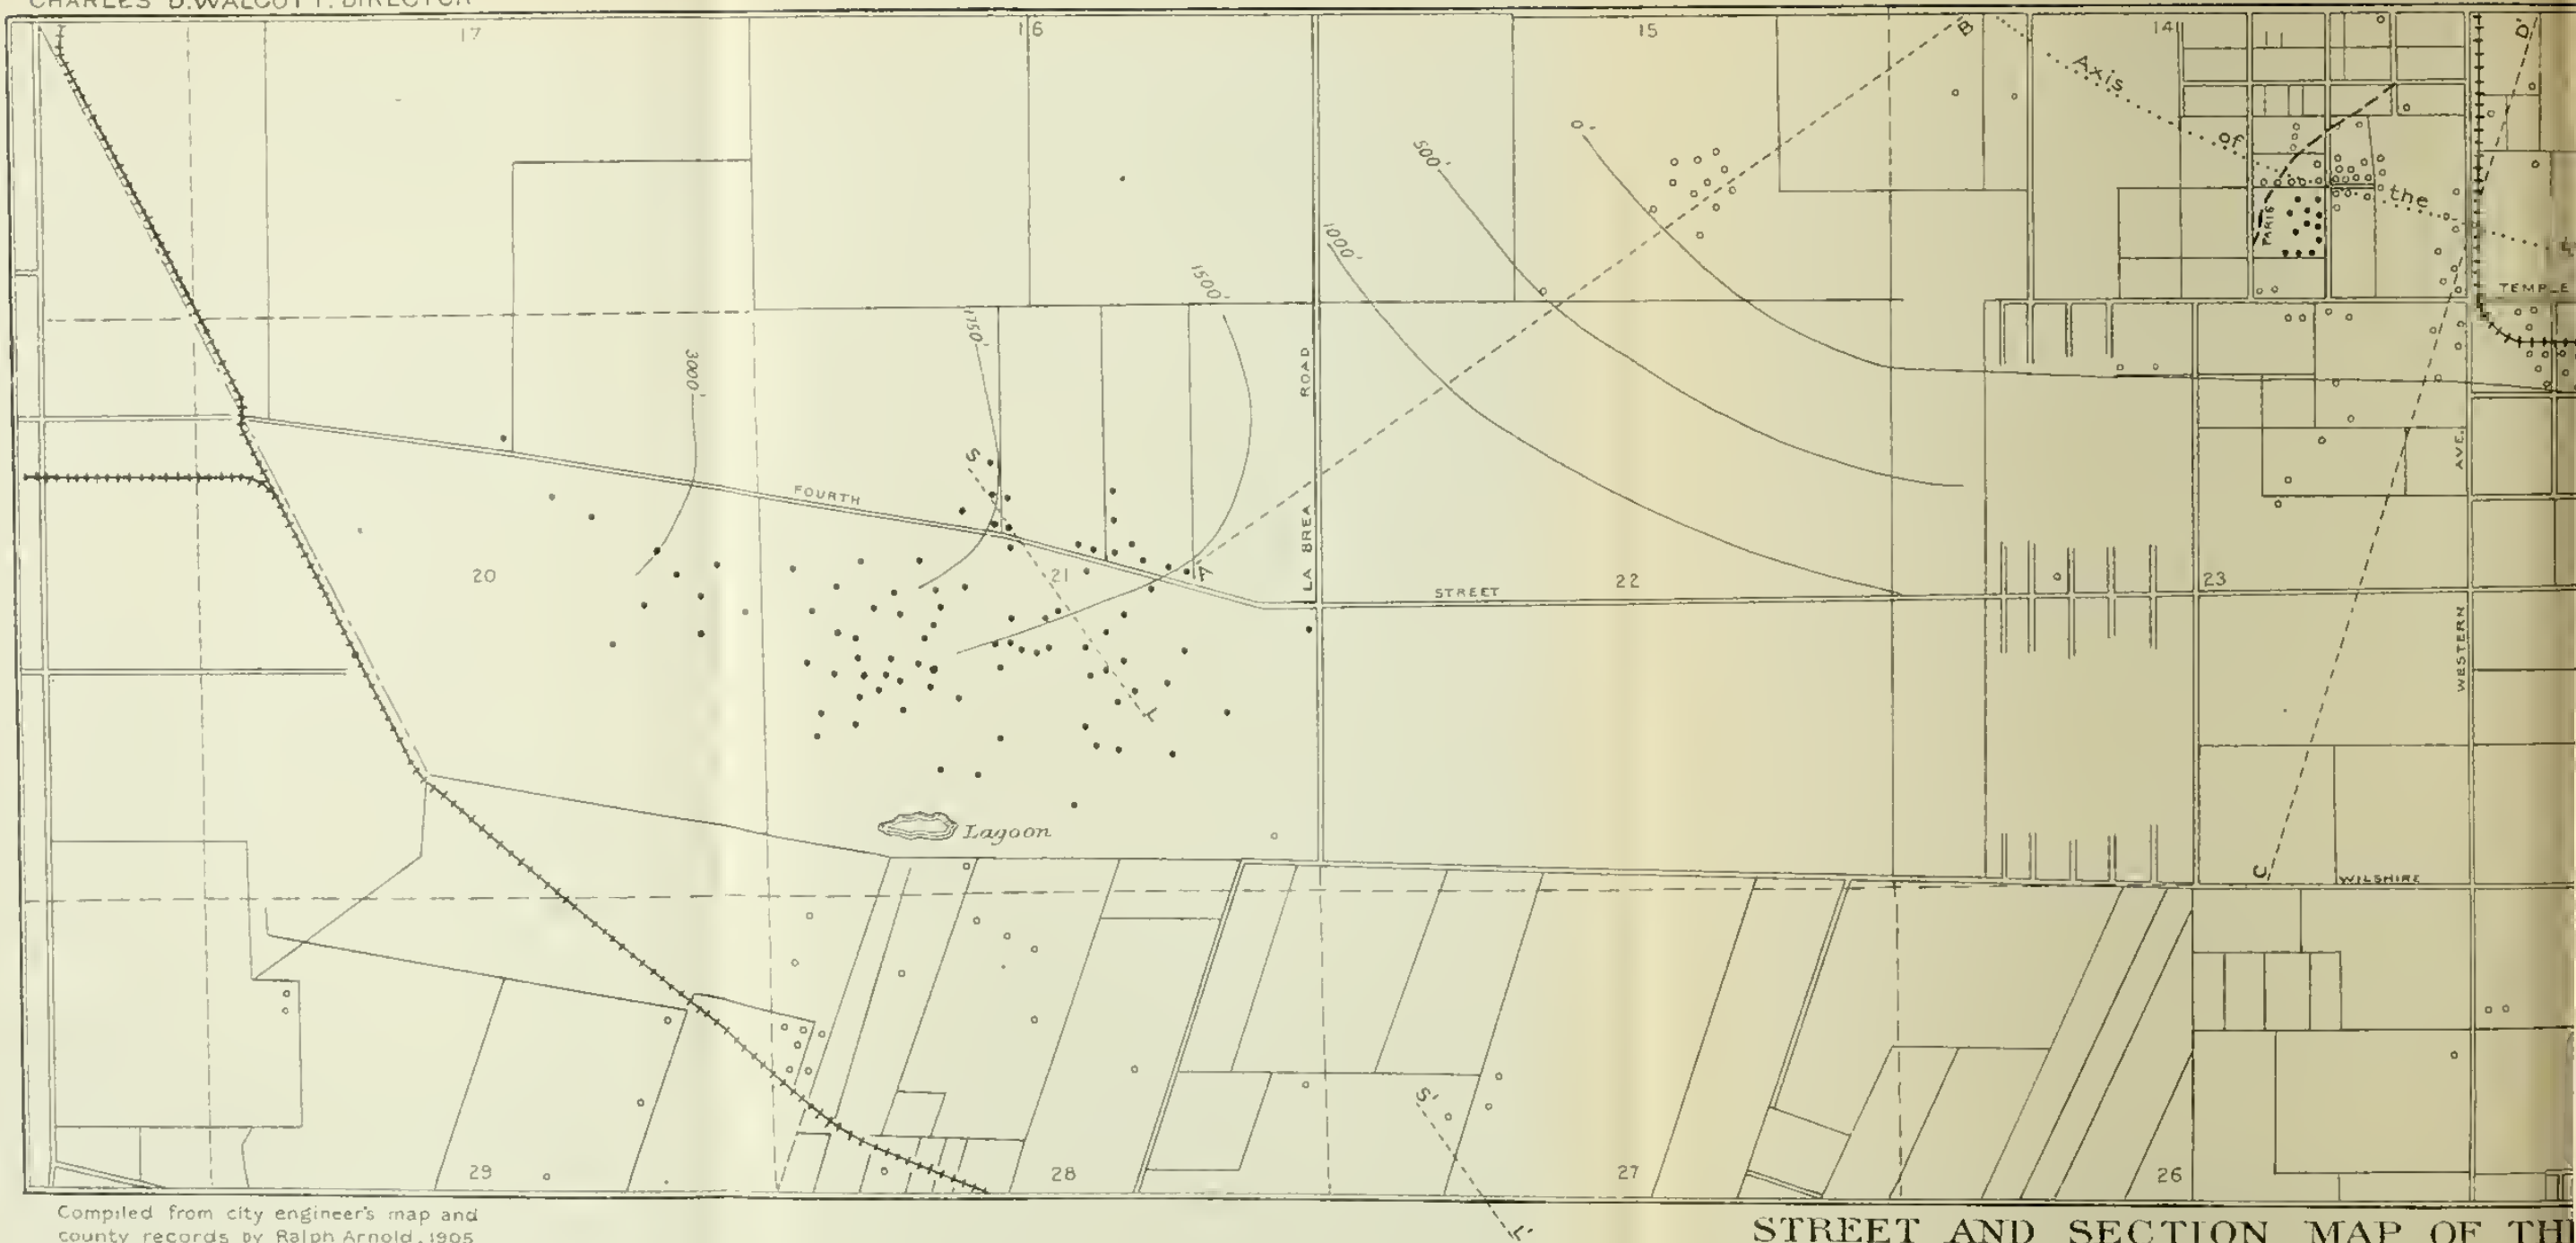 CHARLES D. WALCOTT, DIRECTOR
17
16
15
14
B
D'
Axis
of
the
0'
500'
1000'
1500'
1750'
3000'
PARIS
TEMPLE
LA BREA ROAD
S
FOURTH
STREET
20
21
22
23
L
WESTERN AVE.
Lagoon
C
WILSHIRE
S'
29
28
27
26
L'
Compiled from city engineer's map and
county records by Ralph Arnold, 1905
STREET AND SECTION MAP OF TH